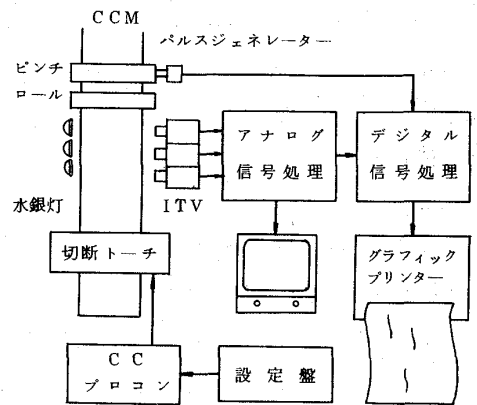 CCM
パルスジェネレーター
ピンチ
ロール
アナログ
信号処理
デジタル
信号処理
水銀灯
ITV
切断トーチ
グラフィック
プリンター
CC
プロコン
設定盤